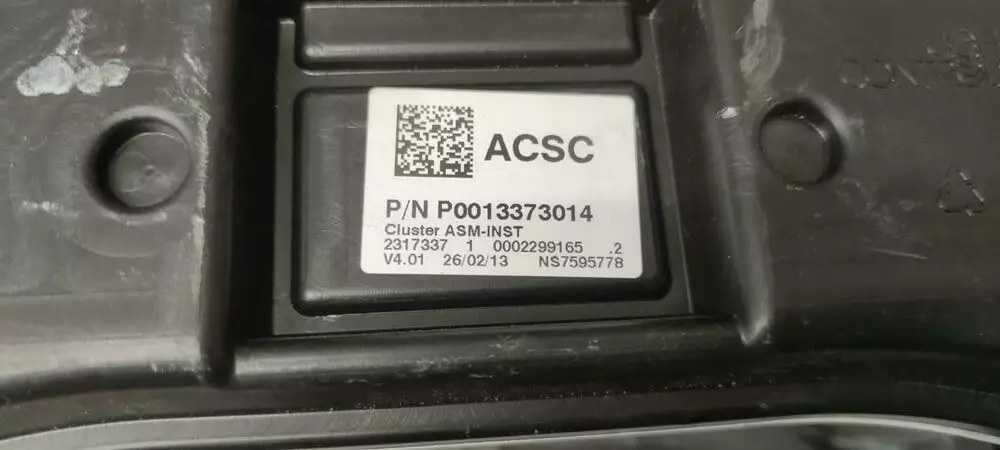 ACSC
P/N P0013373014
Cluster ASM-INST
2317337 1 0002299165 .2
V4.01 26/02/13 NS7595778